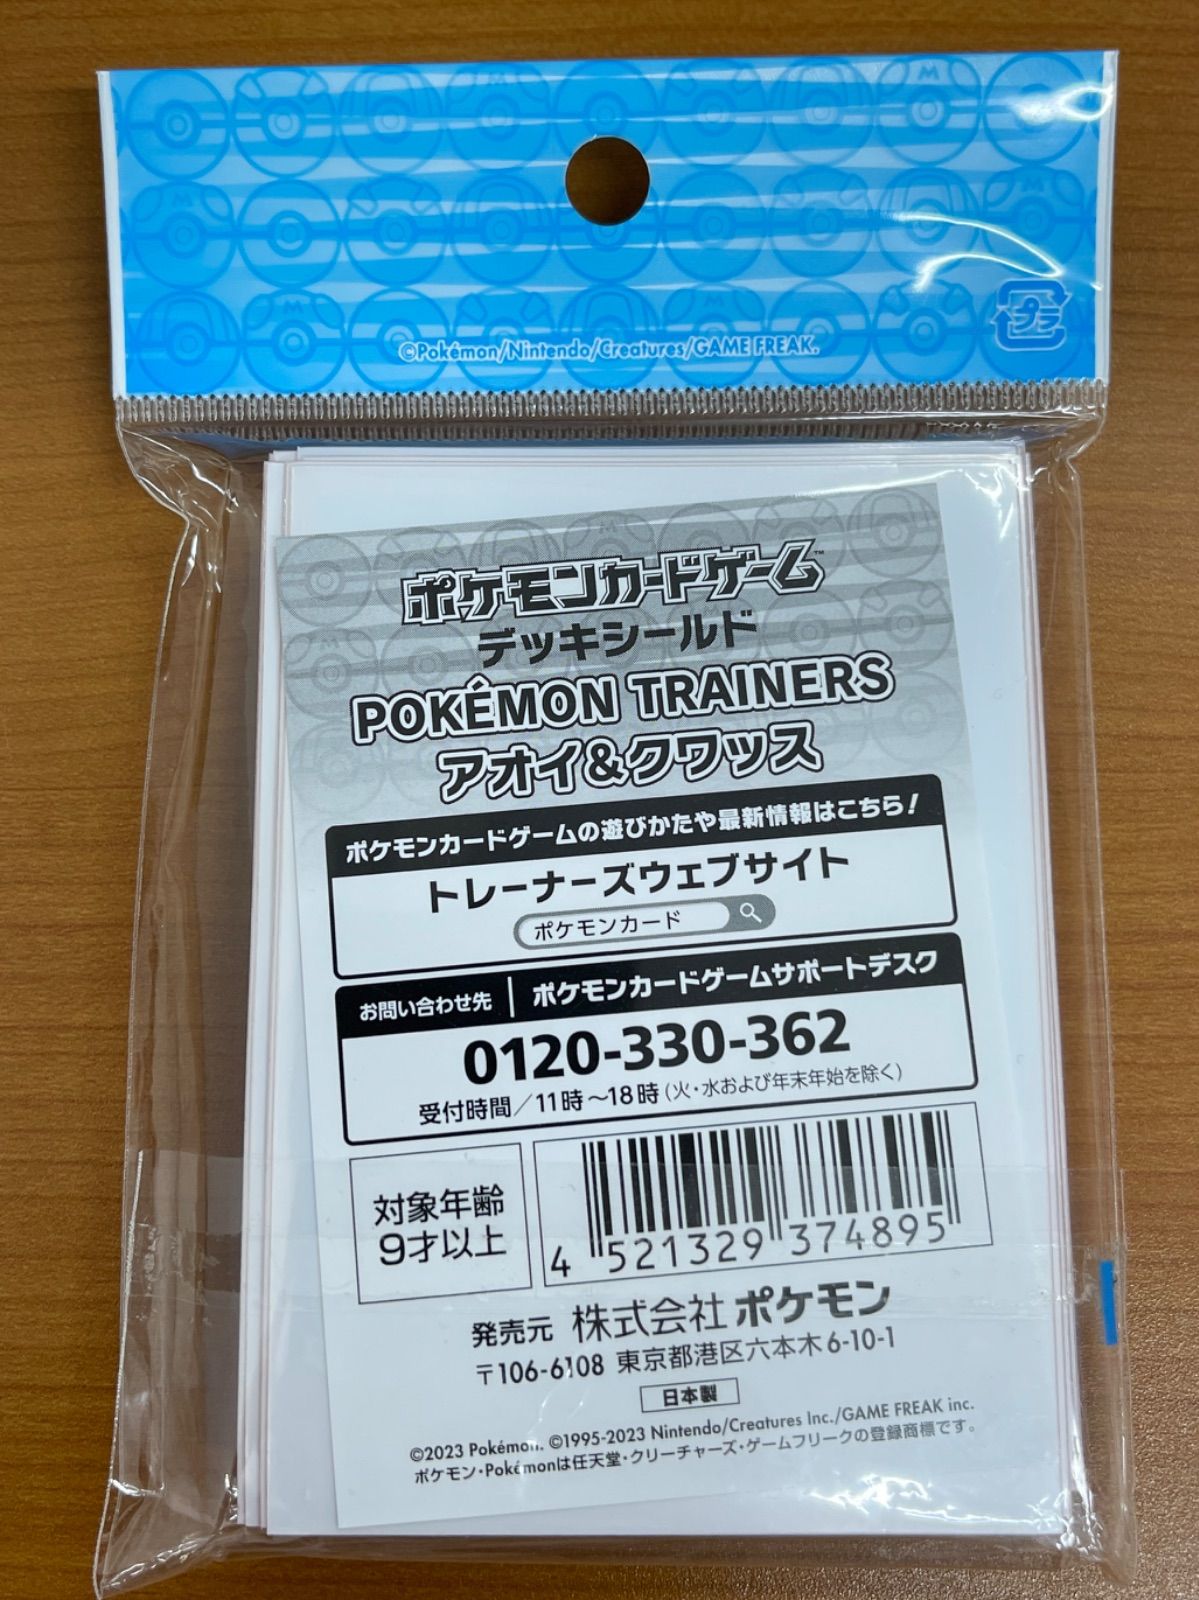 ©Pokémon/Nintendo/Creatures/GAME FREAK.
プラ
ポケモンカードゲーム™
デッキシールド
POKÉMON TRAINERS
アオイ&クワッス
ポケモンカードゲームの遊びかたや最新情報はこちら!
トレーナーズウェブサイト
ポケモンカード
お問い合わせ先 ポケモンカードゲームサポートデスク
0120-330-362
受付時間/11時~18時(火・水および年末年始を除く)
対象年齢
9才以上
4 521329 374895
発売元 株式会社ポケモン
〒106-6108 東京都港区六本木6-10-1
日本製
©2023 Pokémon. ©1995-2023 Nintendo/Creatures Inc./GAME FREAK inc.
ポケモン・Pokémonは任天堂・クリーチャーズ・ゲームフリークの登録商標です。